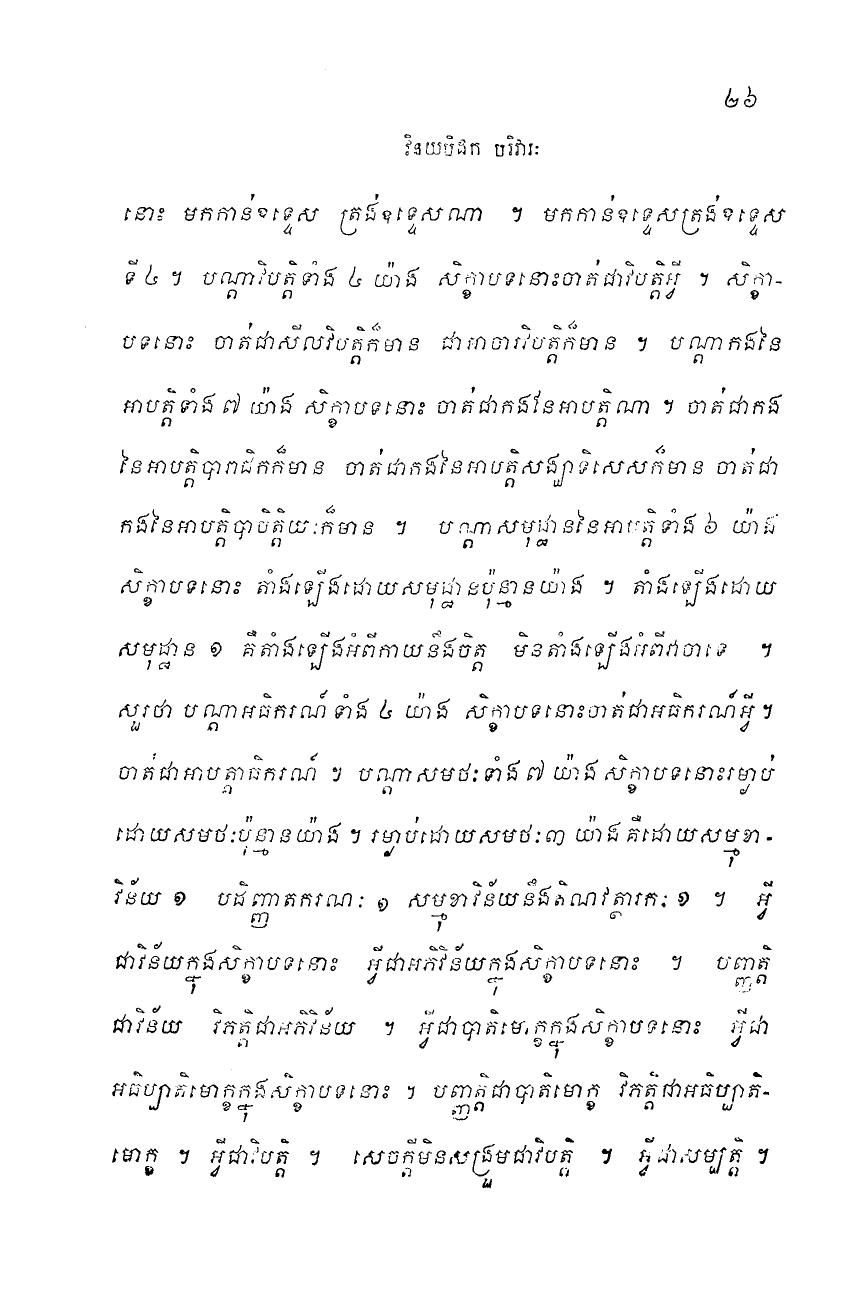 ២៦
វិនយបិដក បរិវារៈ
នោះ មកកាន់ឧទ្ទេស ត្រង់ឧទ្ទេសណា ។ មកកាន់ឧទ្ទេសត្រង់ឧទ្ទេស
ទី ៤ ។ បណ្តាវិបត្តិទាំង ៤ យ៉ាង សិក្ខាបទនោះចាត់ជាវិបត្តិអ្វី ។ សិក្ខា-
បទនោះ ចាត់ជាសីលវិបត្តិក៏មាន ជាអាចារវិបត្តិក៏មាន ។ បណ្តាកងនៃ
អាបត្តិទាំង ៧ យ៉ាង សិក្ខាបទនោះ ចាត់ជាកងនៃអាបត្តិណា ។ ចាត់ជាកង
នៃអាបត្តិបារាជិកក៏មាន ចាត់ជាកងនៃអាបត្តិសង្ឃាទិសេសក៏មាន ចាត់ជា
កងនៃអាបត្តិបាចិត្តិយៈក៏មាន ។ បណ្តាសមុដ្ឋាននៃអាបត្តិទាំង ៦ យ៉ាង
សិក្ខាបទនោះ តាំងឡើងដោយសមុដ្ឋានប៉ុន្មានយ៉ាង ។ តាំងឡើងដោយ
សមុដ្ឋាន ១ គឺតាំងឡើងអំពីកាយនឹងចិត្ត មិនតាំងឡើងអំពីវាចាទេ ។
សួរថា បណ្តាអធិករណ៍ទាំង ៤ យ៉ាង សិក្ខាបទនោះចាត់ជាអធិករណ៍អ្វី ។
ចាត់ជាអាបត្តាធិករណ៍ ។ បណ្តាសមថៈទាំង ៧ យ៉ាង សិក្ខាបទនោះរម្ងាប់
ដោយសមថៈប៉ុន្មានយ៉ាង ។ រម្ងាប់ដោយសមថៈ ៣ យ៉ាង គឺដោយសម្មុខា-
វិន័យ ១ បដិញ្ញាតករណៈ ១ សម្មុខាវិន័យនឹងតិណវត្ថារកៈ ១ ។ អ្វី
ជាវិន័យក្នុងសិក្ខាបទនោះ អ្វីជាអភិវិន័យក្នុងសិក្ខាបទនោះ ។ បញ្ញត្តិ
ជាវិន័យ វិភត្តិជាអភិវិន័យ ។ អ្វីជាបាតិមោក្ខក្នុងសិក្ខាបទនោះ អ្វីជា
អធិប្បាតិមោក្ខក្នុងសិក្ខាបទនោះ ។ បញ្ញត្តិជាបាតិមោក្ខ វិភត្តិជាអធិប្បាតិ-
មោក្ខ ។ អ្វីជាវិបត្តិ ។ សេចក្តីមិនសង្រួមជាវិបត្តិ ។ អ្វីជាសម្បត្តិ ។